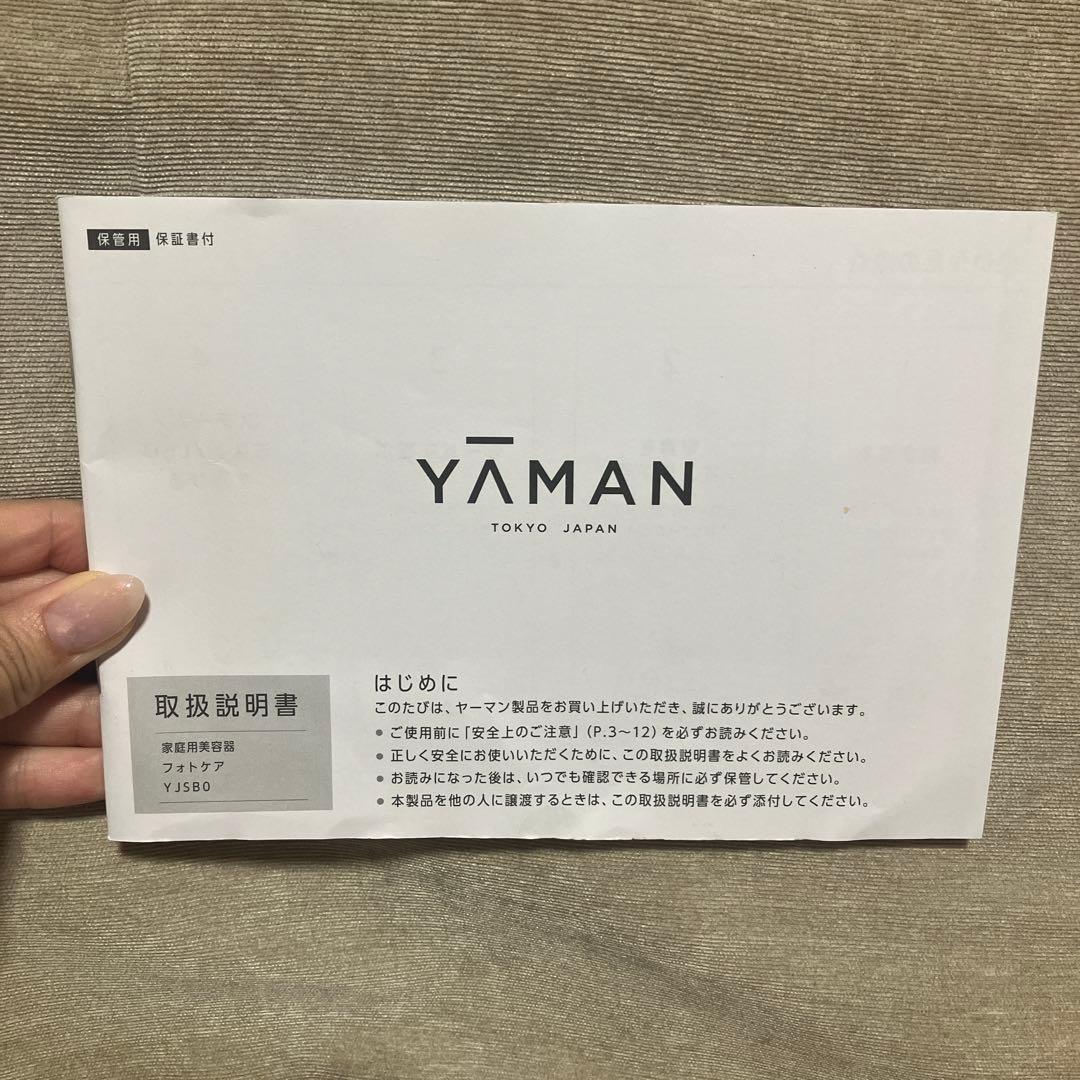 保管用 保証書付
YĀMAN
TOKYO JAPAN
取扱説明書
家庭用美容器
フォトケア
YJSB0
はじめに
このたびは、ヤーマン製品をお買い上げいただき、誠にありがとうございます。
● ご使用前に「安全上のご注意」（P.3〜12）を必ずお読みください。
● 正しく安全にお使いいただくために、この取扱説明書をよくお読みください。
● お読みになった後は、いつでも確認できる場所に必ず保管してください。
● 本製品を他の人に譲渡するときは、この取扱説明書を必ず添付してください。